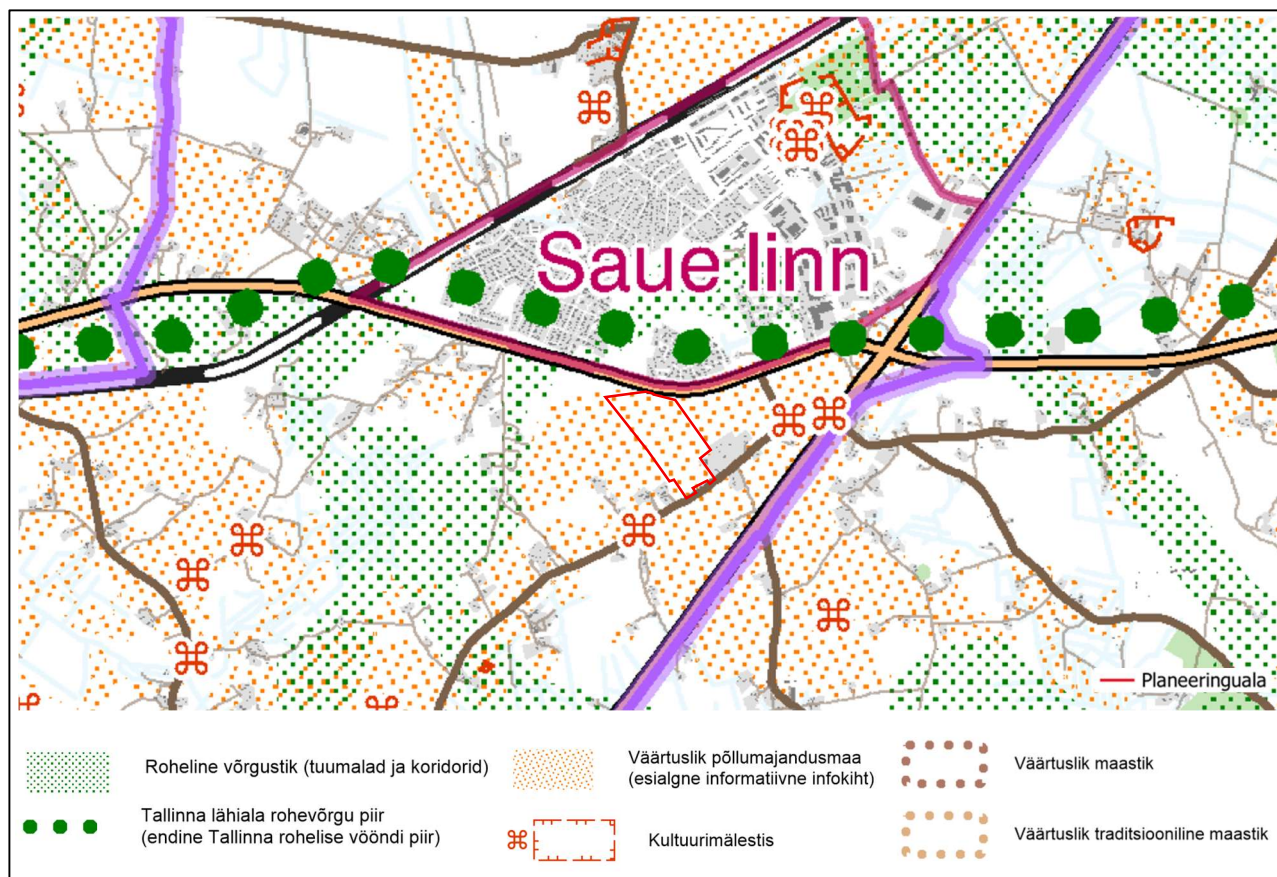 Saue linn
Planeeringuala
Roheline võrgustik (tuumalad ja koridorid)
Tallinna lähiala rohevõrgu piir
(endine Tallinna rohelise vööndi piir)
Väärtuslik põllumajandusmaa
(esialgne informatiivne infokiht)
Kultuurimälestis
Väärtuslik maastik
Väärtuslik traditsiooniline maastik